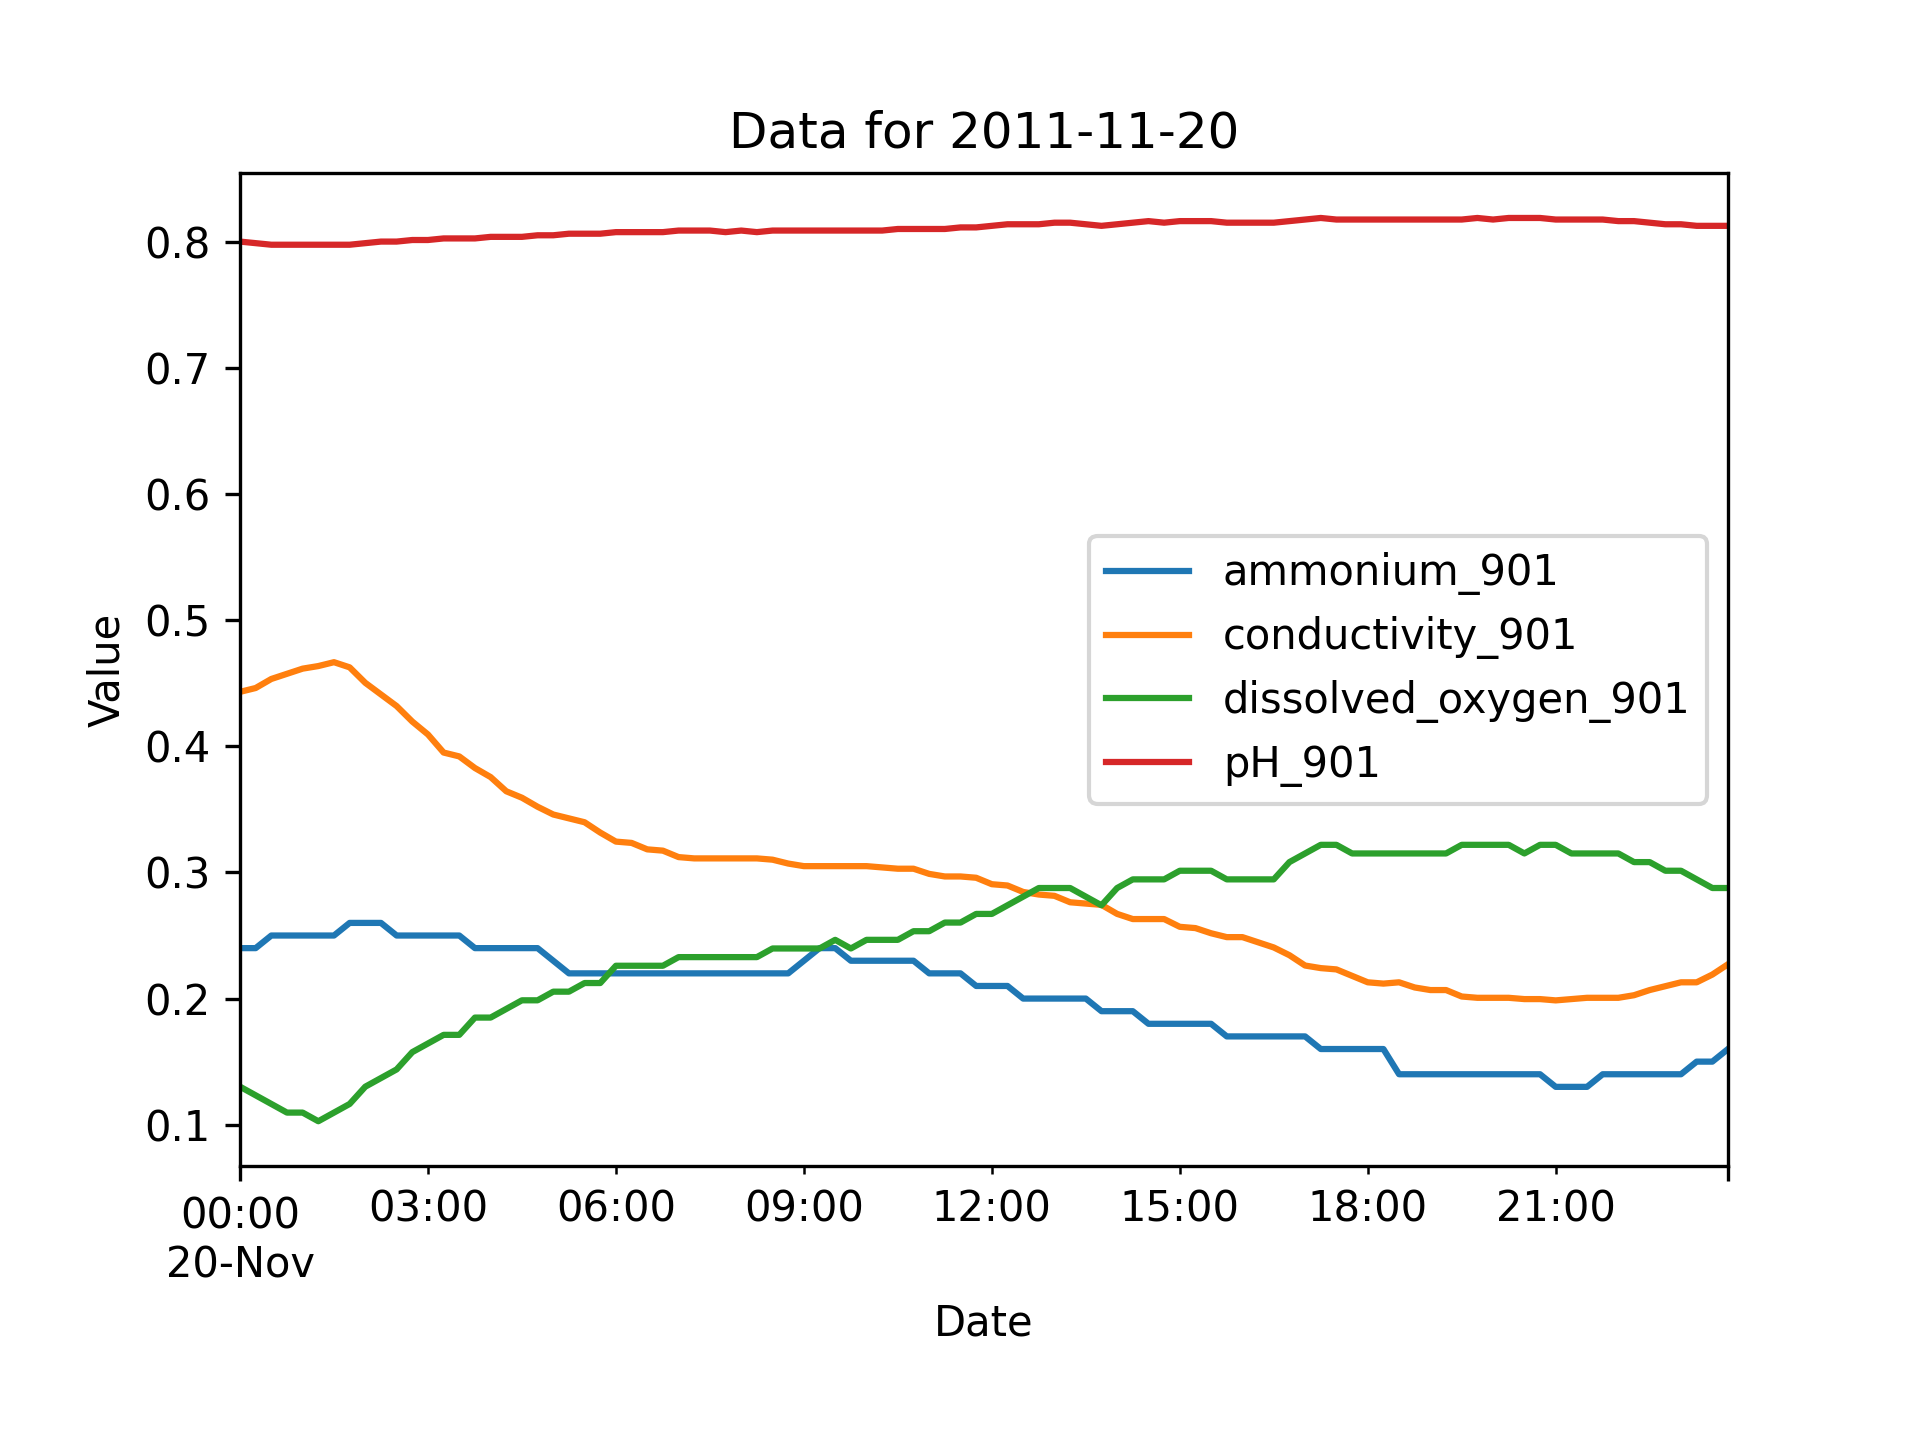 Data for 2011-11-20
Value
0.8
0.7
0.6
0.5
0.4
0.3
0.2
0.1
ammonium_901
conductivity_901
dissolved_oxygen_901
pH_901
00:00 03:00 06:00 09:00 12:00 15:00 18:00 21:00
20-Nov
Date